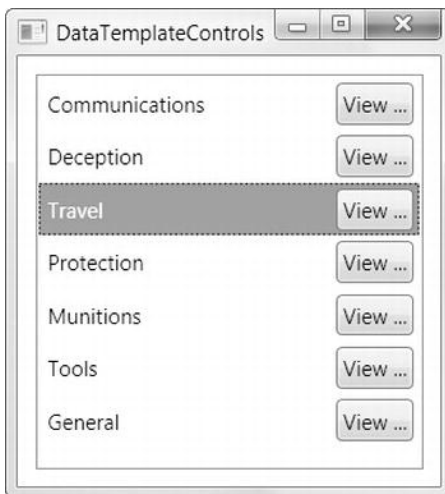 DataTemplateControls
Communications View ...
Deception View ...
Travel View ...
Protection View ...
Munitions View ...
Tools View ...
General View ...